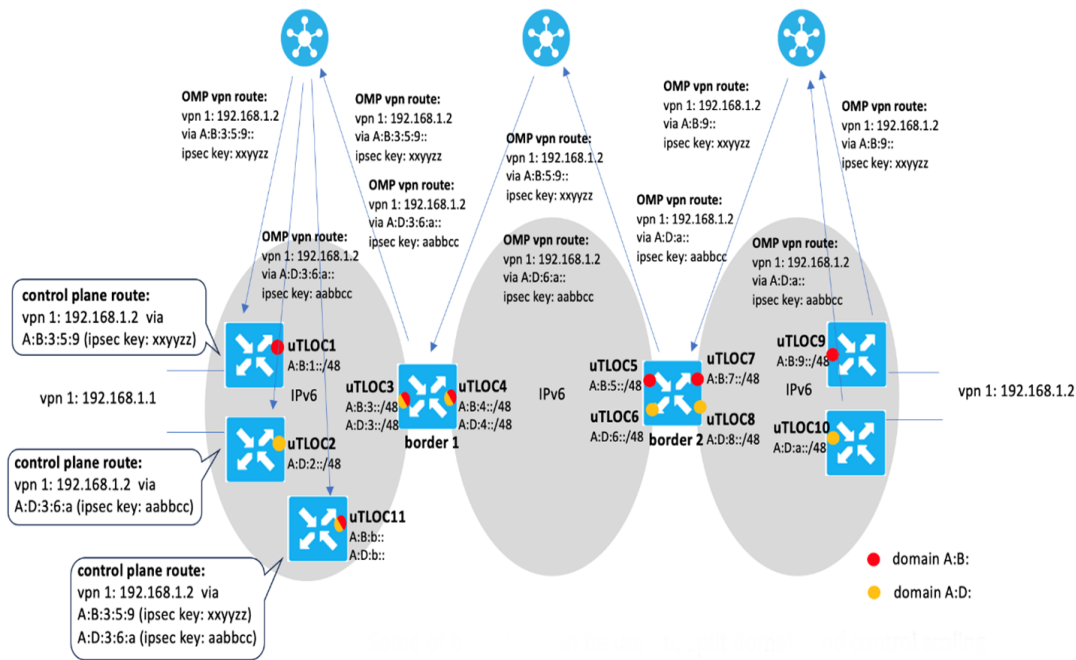 OMP vpn route:
vpn 1: 192.168.1.2
via A:B:3:5:9::
ipsec key: xxyyzz
OMP vpn route:
vpn 1: 192.168.1.2
via A:B:3:5:9::
ipsec key: xxyyzz
OMP vpn route:
vpn 1: 192.168.1.2
via A:D:3:6:a::
ipsec key: aabbcc
OMP vpn route:
vpn 1: 192.168.1.2
via A:D:3:6:a::
ipsec key: aabbcc
OMP vpn route:
vpn 1: 192.168.1.2
via A:B:5:9::
ipsec key: xxyyzz
OMP vpn route:
vpn 1: 192.168.1.2
via A:D:6:a::
ipsec key: aabbcc
OMP vpn route:
vpn 1: 192.168.1.2
via A:B:9::
ipsec key: xxyyzz
OMP vpn route:
vpn 1: 192.168.1.2
via A:D:a::
ipsec key: aabbcc
OMP vpn route:
vpn 1: 192.168.1.2
via A:B:9::
ipsec key: xxyyzz
OMP vpn route:
vpn 1: 192.168.1.2
via A:D:a::
ipsec key: aabbcc
control plane route:
vpn 1: 192.168.1.2 via
A:B:3:5:9 (ipsec key: xxyyzz)
vpn 1: 192.168.1.1
control plane route:
vpn 1: 192.168.1.2 via
A:D:3:6:a (ipsec key: aabbcc)
control plane route:
vpn 1: 192.168.1.2 via
A:B:3:5:9 (ipsec key: xxyyzz)
A:D:3:6:a (ipsec key: aabbcc)
uTLOC1
A:B:1::/48
IPv6
uTLOC2
A:D:2::/48
uTLOC11
A:B:b::
A:D:b::
uTLOC3
A:B:3::/48
A:D:3::/48
uTLOC4
A:B:4::/48
A:D:4::/48
border 1
IPv6
uTLOC5
A:B:5::/48
uTLOC6
A:D:6::/48
uTLOC7
A:B:7::/48
uTLOC8
A:D:8::/48
border 2
uTLOC9
A:B:9::/48
IPv6
uTLOC10
A:D:a::/48
vpn 1: 192.168.1.2
domain A:B:
domain A:D: